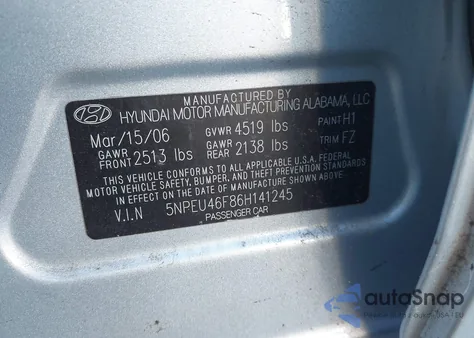 MANUFACTURED BY
HYUNDAI MOTOR MANUFACTURING ALABAMA, LLC
Mar/15/06 GVWR 4519 lbs PAINT H1
GAWR FRONT 2513 lbs GAWR REAR 2138 lbs TRIM FZ
THIS VEHICLE CONFORMS TO ALL APPLICABLE U.S.A. FEDERAL
MOTOR VEHICLE SAFETY, BUMPER, AND THEFT PREVENTION
STANDARDS IN EFFECT ON THE DATE OF MANUFACTURE SHOWN ABOVE.
V.I.N 5NPEU46F86H141245
PASSENGER CAR
autoSnap